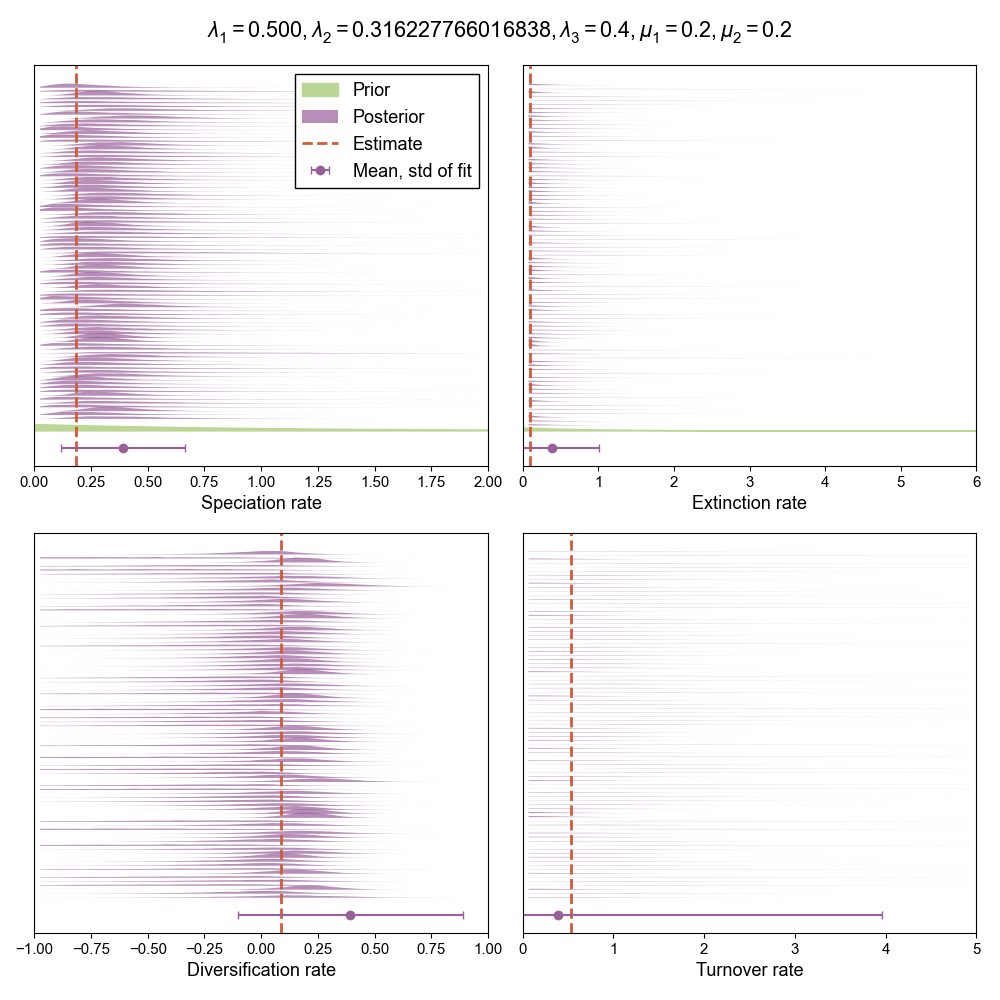 λ₁ = 0.500, λ₂ = 0.316227766016838, λ₃ = 0.4, μ₁ = 0.2, μ₂ = 0.2
Prior
Posterior
Estimate
Mean, std of fit
0.00 0.25 0.50 0.75 1.00 1.25 1.50 1.75 2.00
Speciation rate
0 1 2 3 4 5 6
Extinction rate
−1.00 −0.75 −0.50 −0.25 0.00 0.25 0.50 0.75 1.00
Diversification rate
0 1 2 3 4 5
Turnover rate